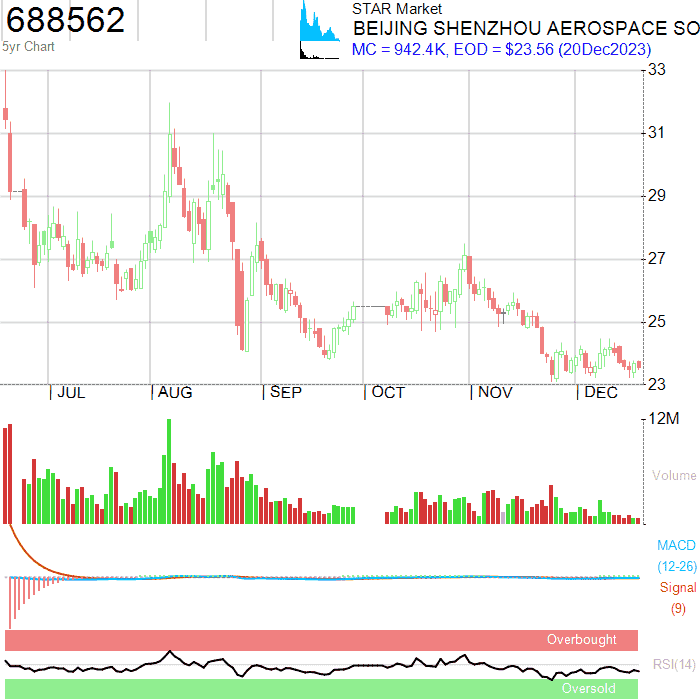 688562
5yr Chart
STAR Market
BEIJING SHENZHOU AEROSPACE SO
MC = 942.4K, EOD = $23.56 (20Dec2023)
33
31
29
27
25
23
JUL AUG SEP OCT NOV DEC
12M
Volume
MACD
(12-26)
Signal
(9)
Overbought
RSI(14)
Oversold